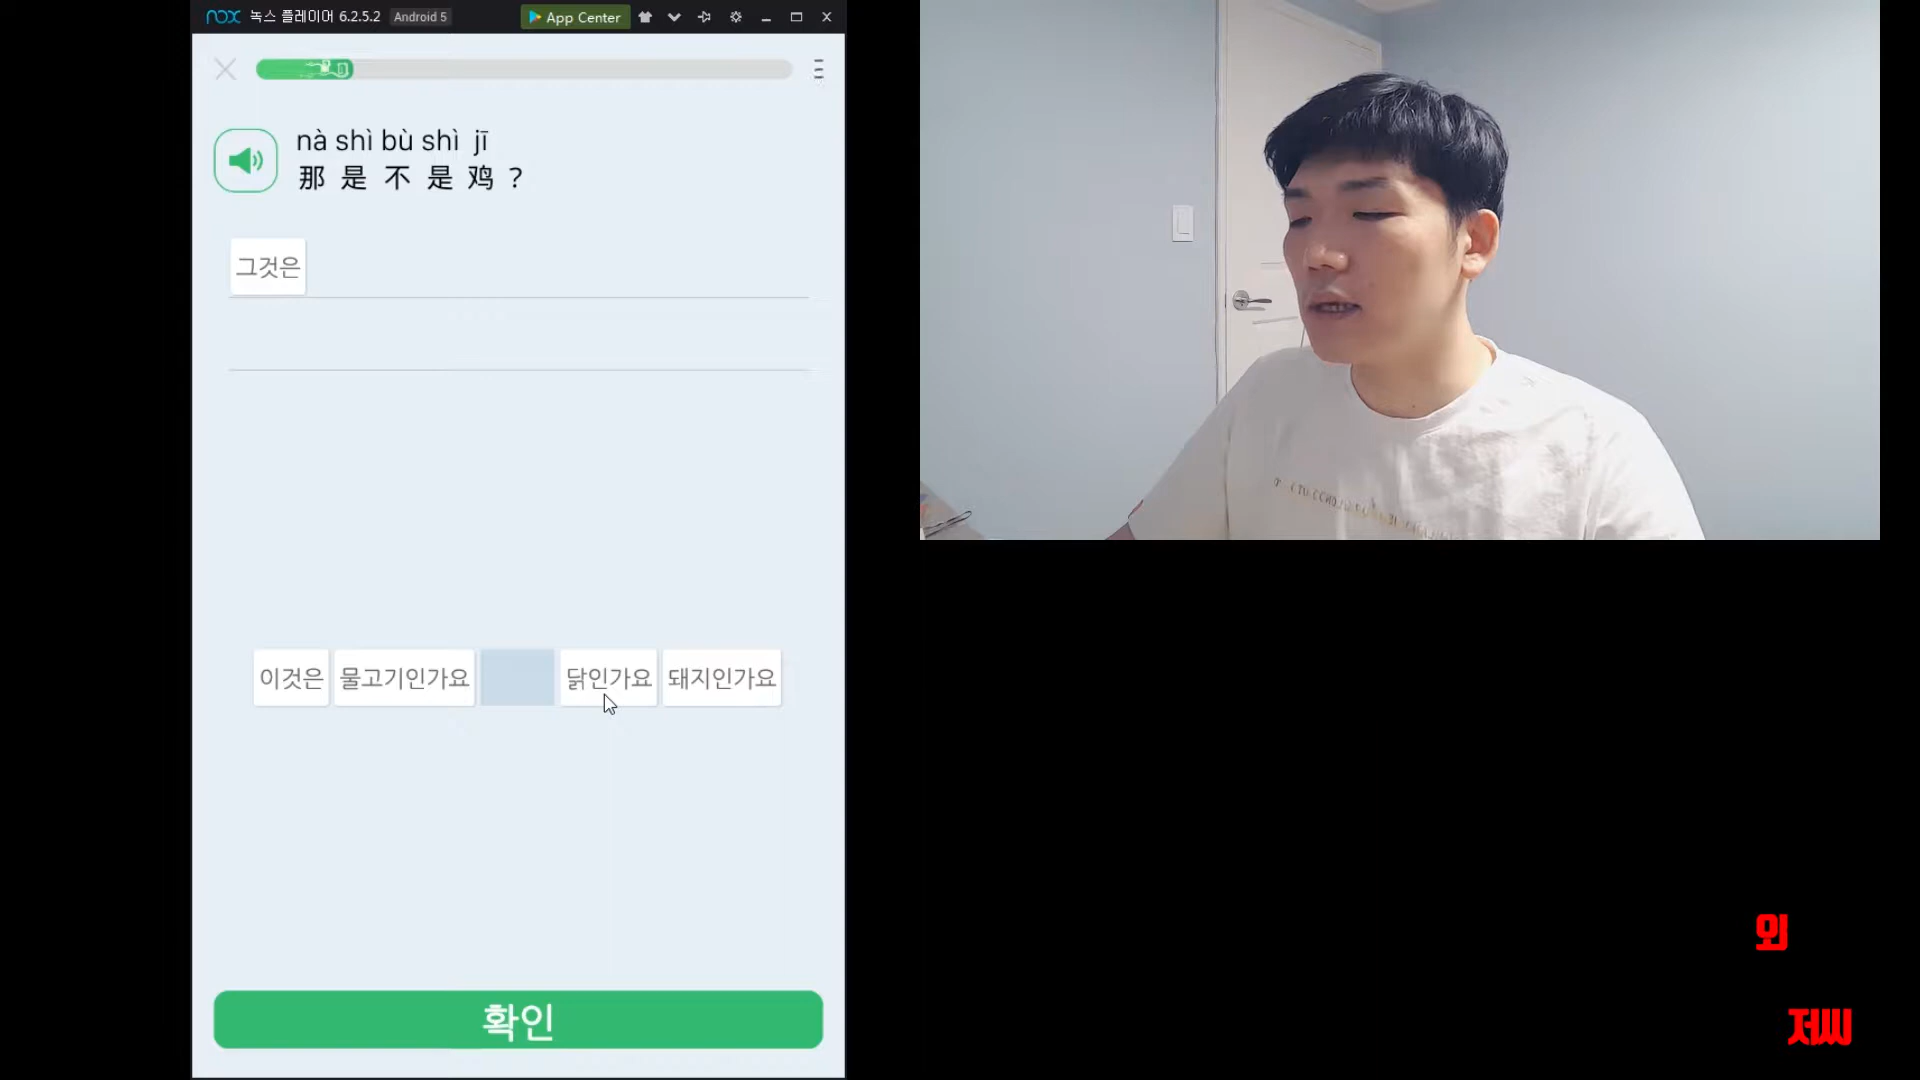 nox 녹스 플레이어 6.2.5.2 Android 5 App Center
nà shì bù shì jī
那 是 不 是 鸡 ?
그것은
이것은 물고기인가요 닭인가요 돼지인가요
확인
외
저씨